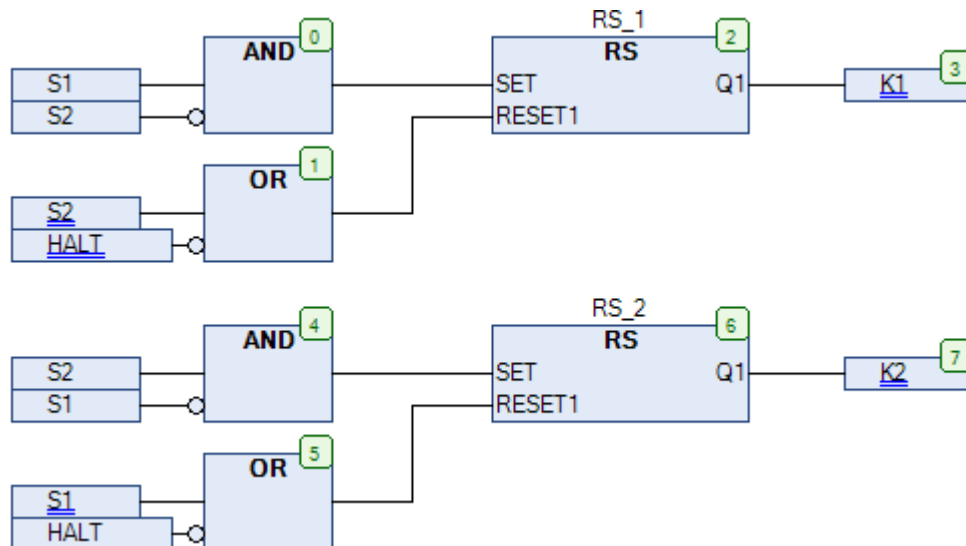 RS_1
AND 0
RS 2
S1
SET Q1
K1 3
S2
RESET1
OR 1
S2
HALT
RS_2
AND 4
RS 6
S2
SET Q1
K2 7
S1
RESET1
OR 5
S1
HALT